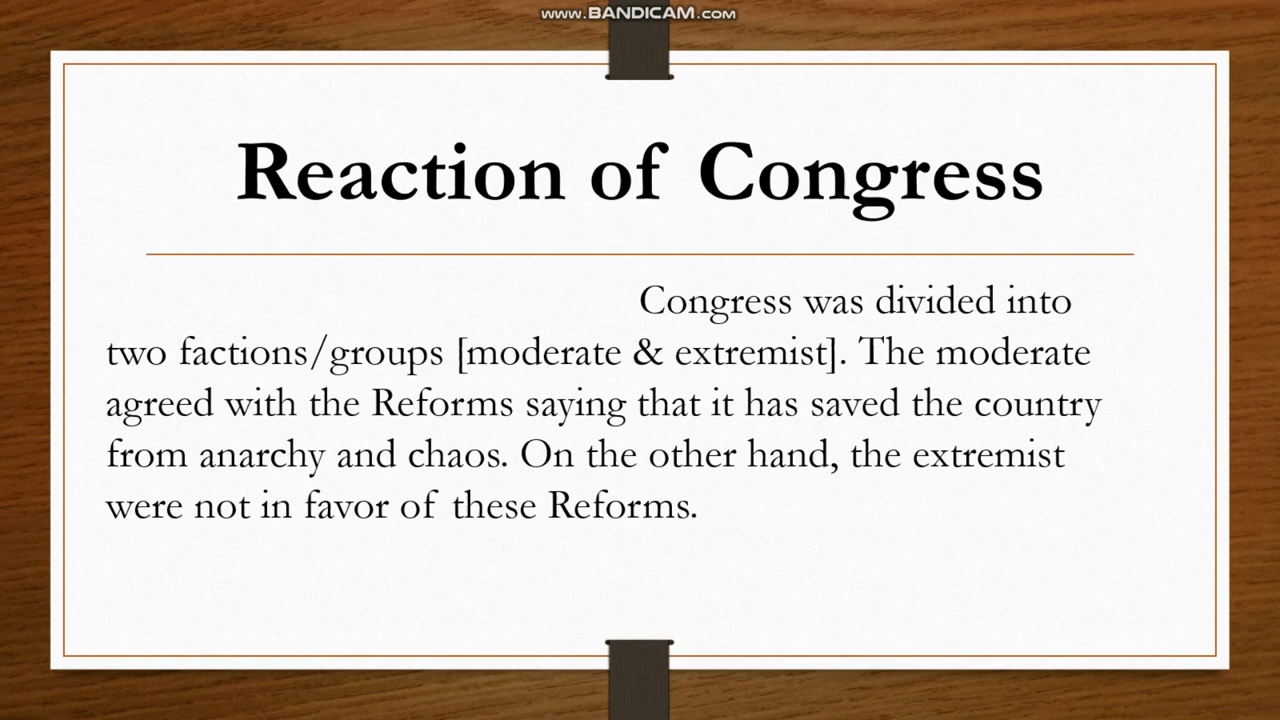 www.BANDICAM.com
Reaction of Congress
Congress was divided into
two factions/groups [moderate & extremist]. The moderate
agreed with the Reforms saying that it has saved the country
from anarchy and chaos. On the other hand, the extremist
were not in favor of these Reforms.